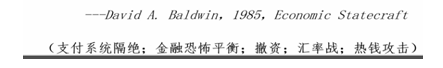 ---David A. Baldwin, 1985, Economic Statecraft
(支付系统隔绝; 金融恐怖平衡; 撤资; 汇率战; 热钱攻击)